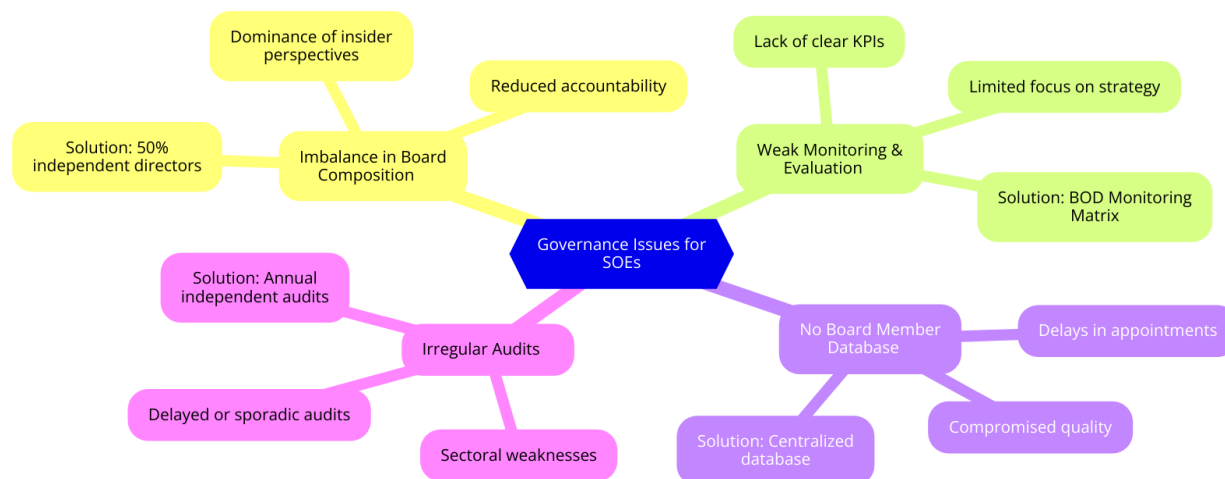 Dominance of insider
perspectives
Reduced accountability
Solution: 50%
independent directors
Imbalance in Board
Composition
Lack of clear KPIs
Limited focus on strategy
Weak Monitoring &
Evaluation
Solution: BOD Monitoring
Matrix
Governance Issues for
SOEs
Solution: Annual
independent audits
Irregular Audits
Delayed or sporadic audits
Sectoral weaknesses
No Board Member
Database
Delays in appointments
Compromised quality
Solution: Centralized
database